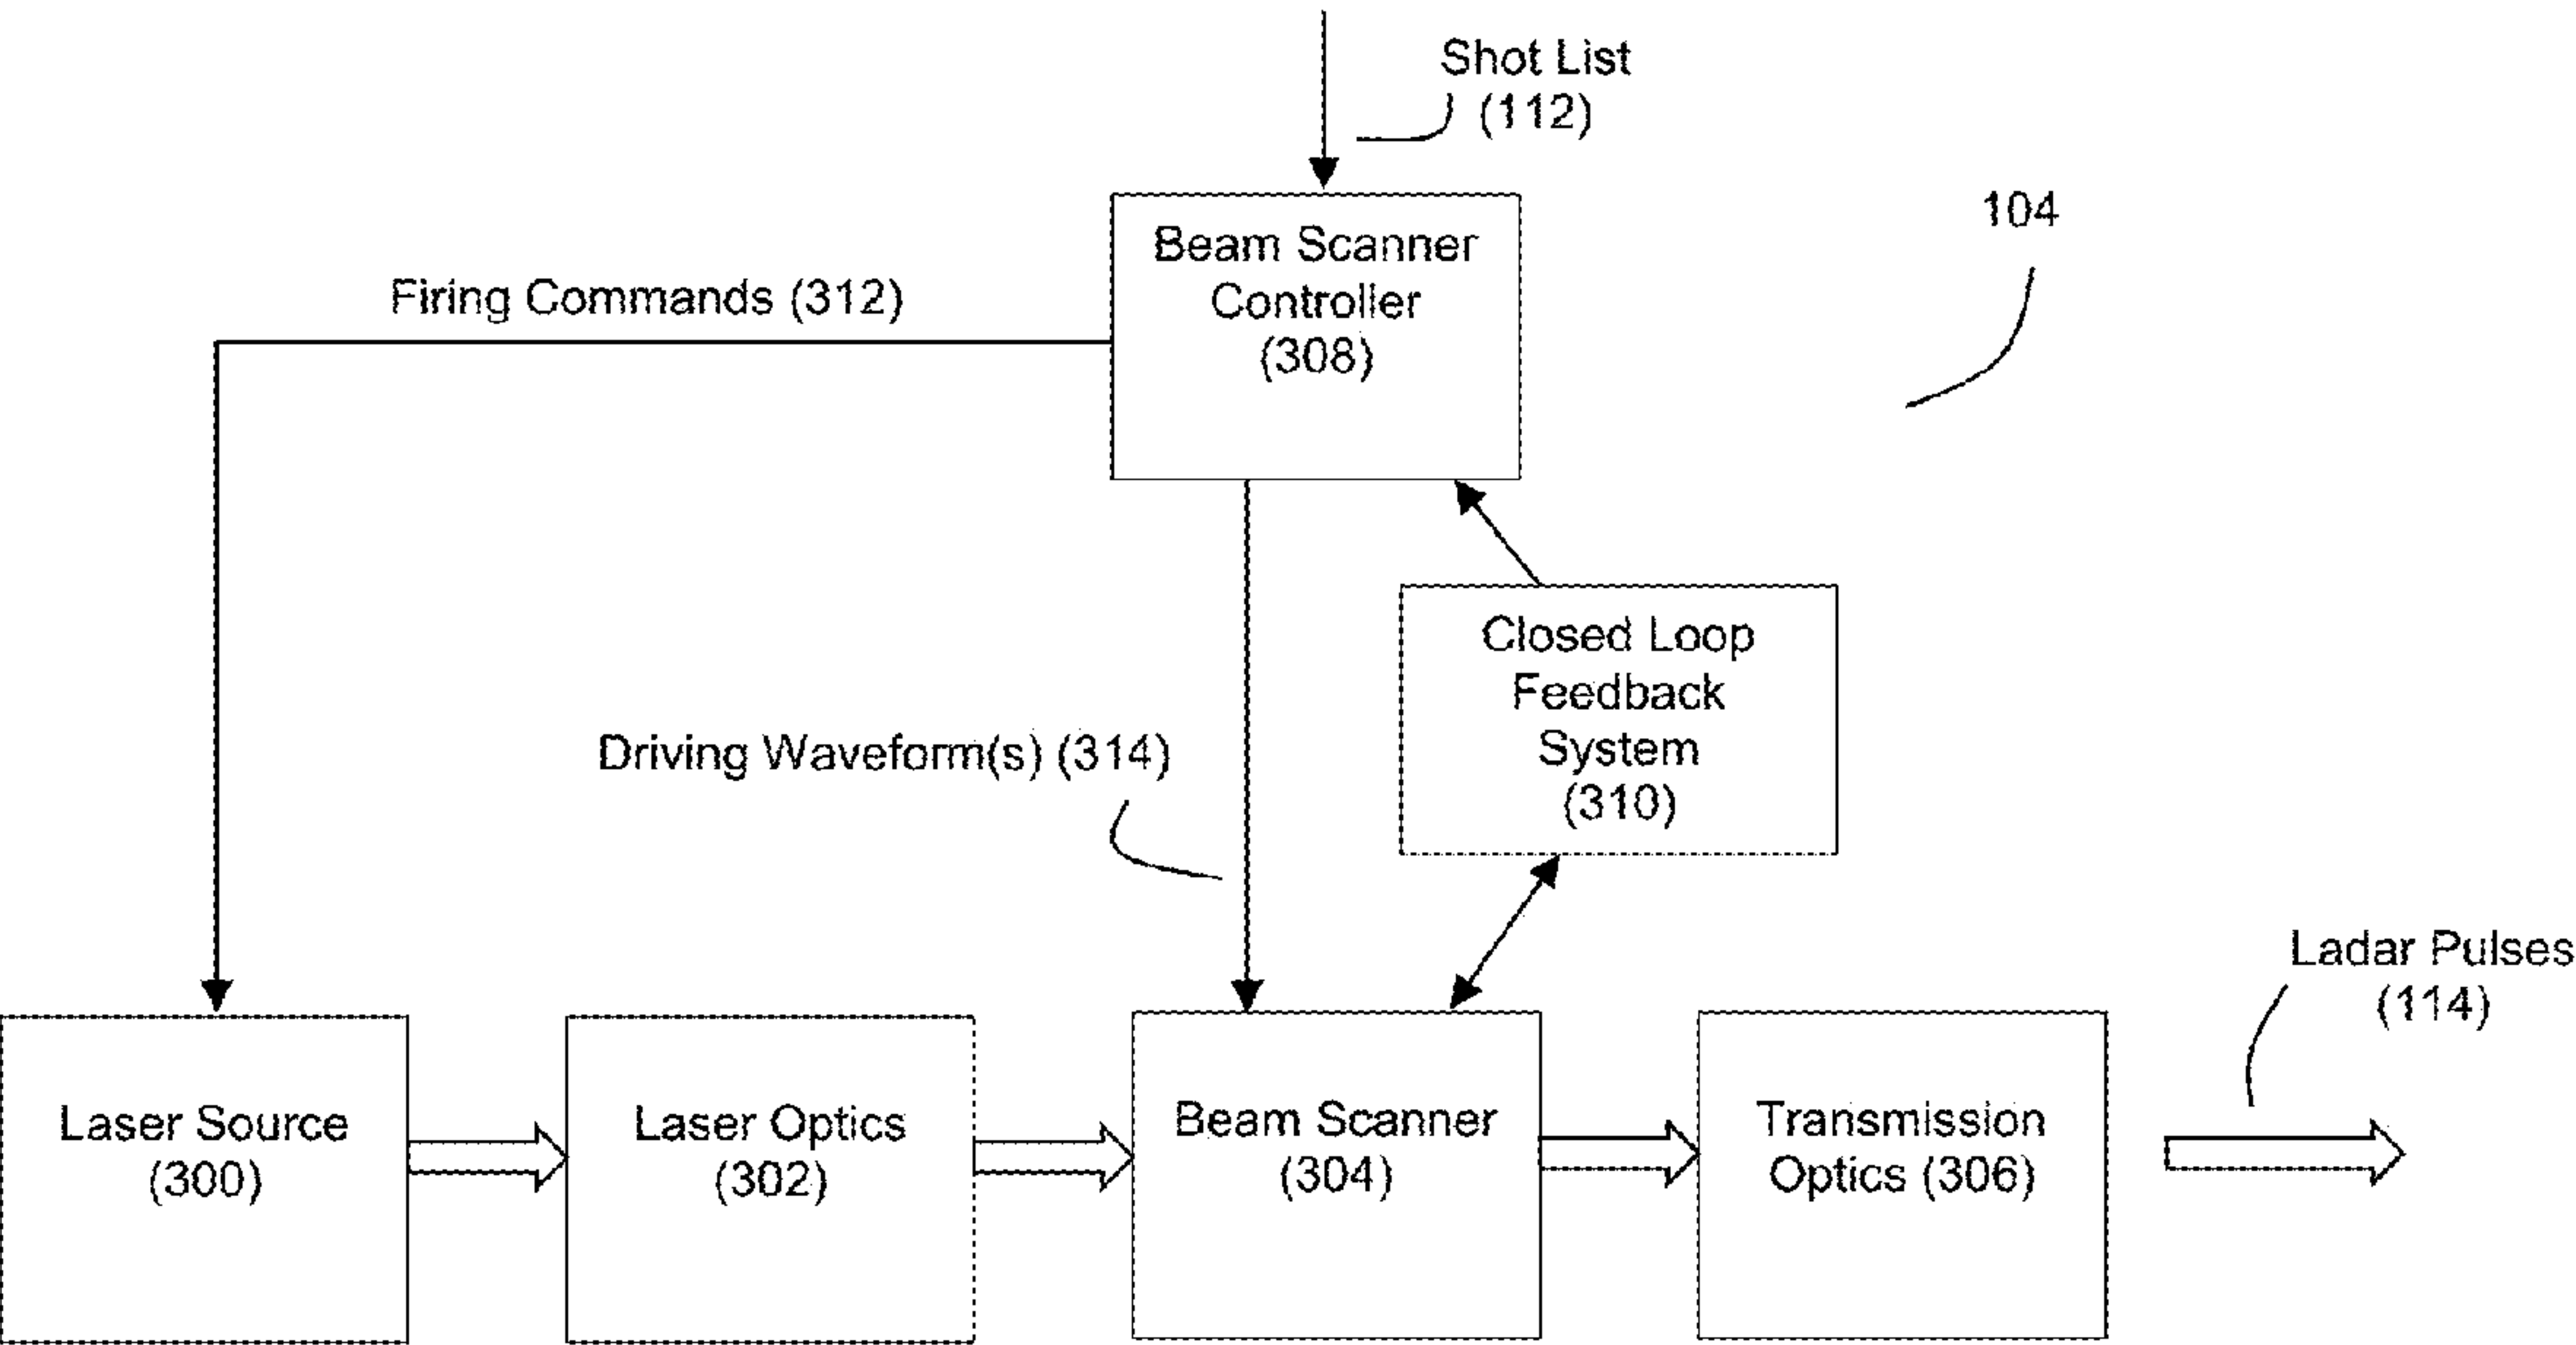 Shot List
(112)
104
Beam Scanner
Controller
(308)
Firing Commands (312)
Closed Loop
Feedback
System
(310)
Driving Waveform(s) (314)
Ladar Pulses
(114)
Laser Source
(300)
Laser Optics
(302)
Beam Scanner
(304)
Transmission
Optics (306)